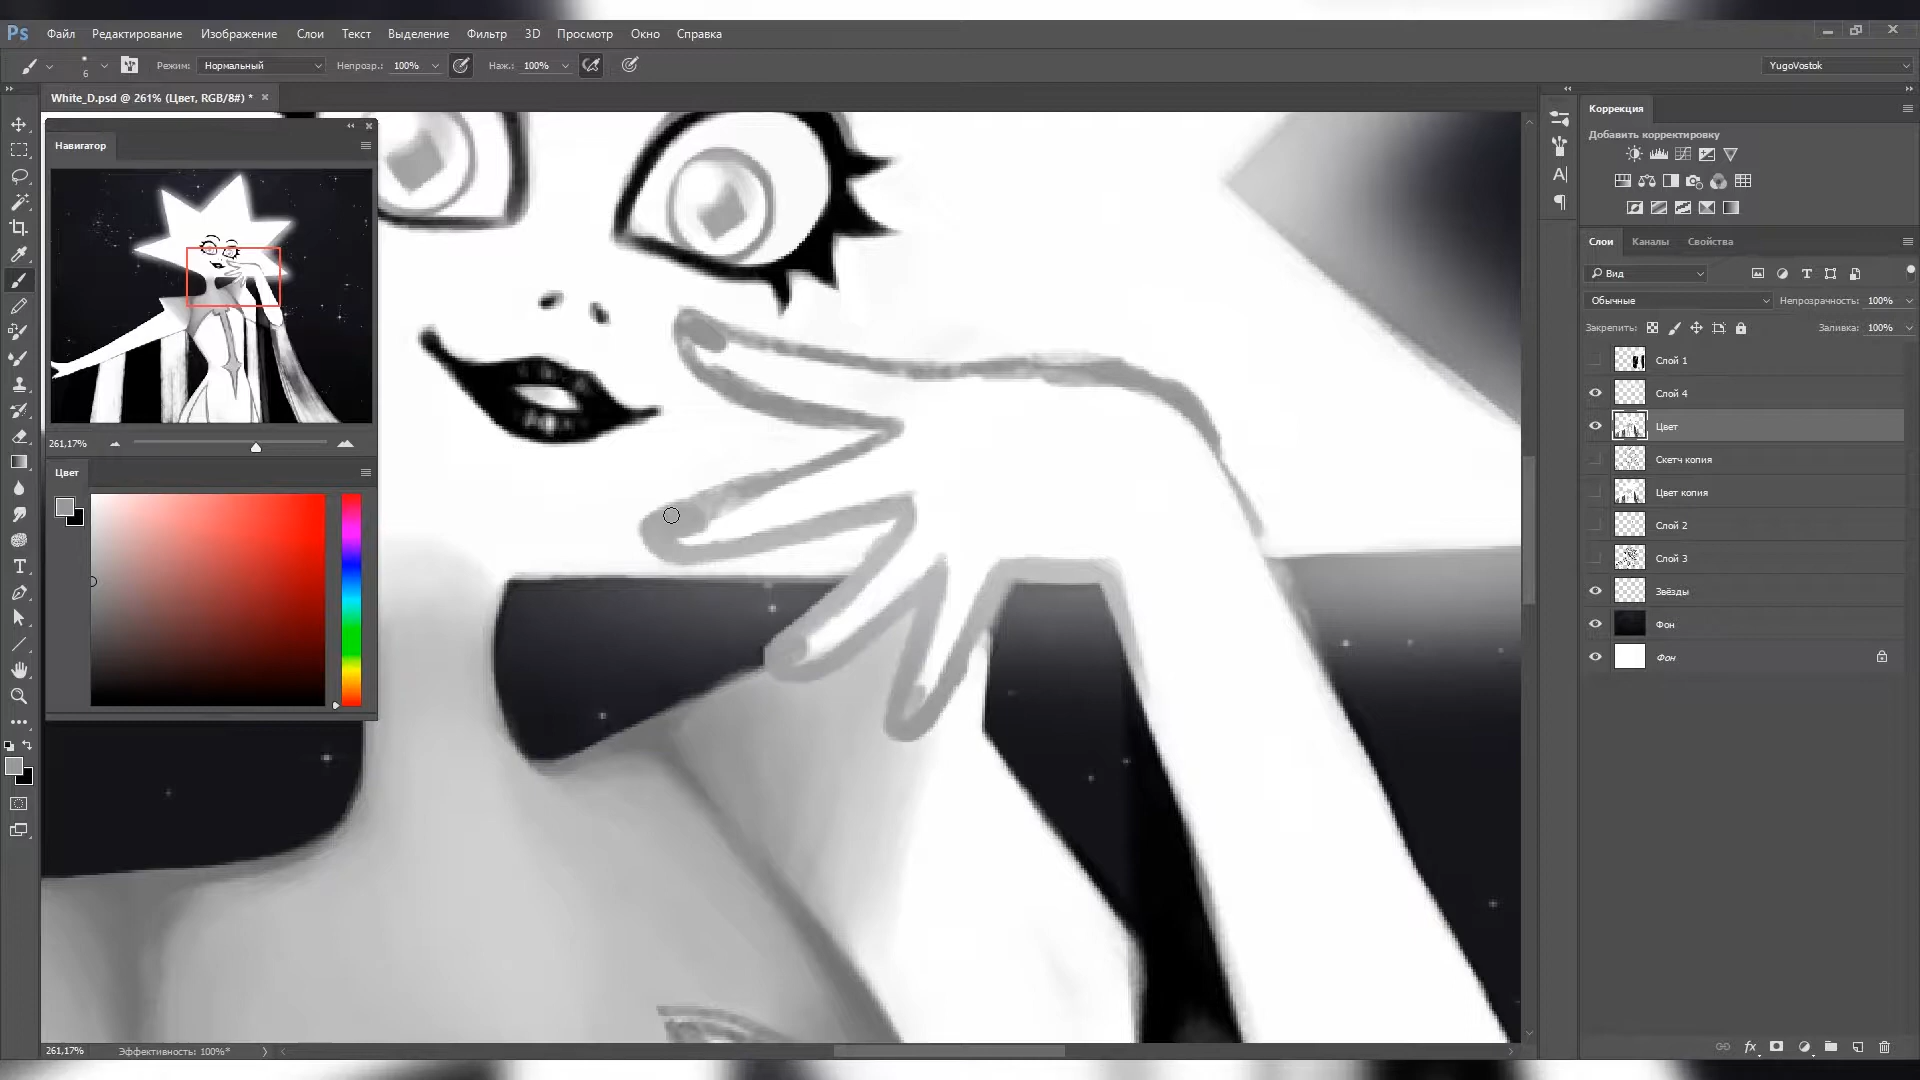 Ps Файл Редактирование Изображение Слои Текст Выделение Фильтр 3D Просмотр Окно Справка
6 Режим: Нормальный Непрозр.: 100% Наж.: 100% YugoVostok
White_D.psd @ 261% (Цвет, RGB/8#) * ×
Навигатор
261,17%
Цвет
Коррекция
Добавить корректировку
Слои Каналы Свойства
Вид
Обычные Непрозрачность: 100%
Закрепить: Заливка: 100%
Слой 1
Слой 4
Цвет
Скетч копия
Цвет копия
Слой 2
Слой 3
Звёзды
Фон
Фон
261,17% Эффективность: 100%*